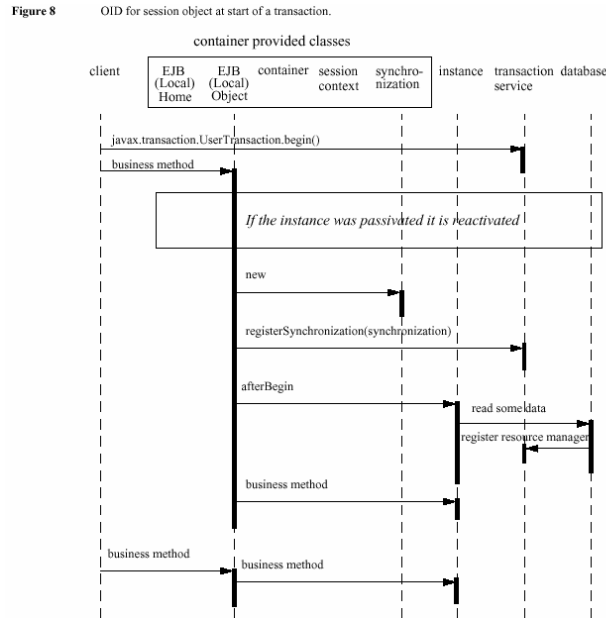 Figure 8 OID for session object at start of a transaction.
container provided classes
client EJB (Local) Home EJB (Local) Object container session context synchro-nization instance transaction service database
javax.transaction.UserTransaction.begin()
business method
If the instance was passivated it is reactivated
new
registerSynchronization(synchronization)
afterBegin
read some data
register resource manager
business method
business method
business method